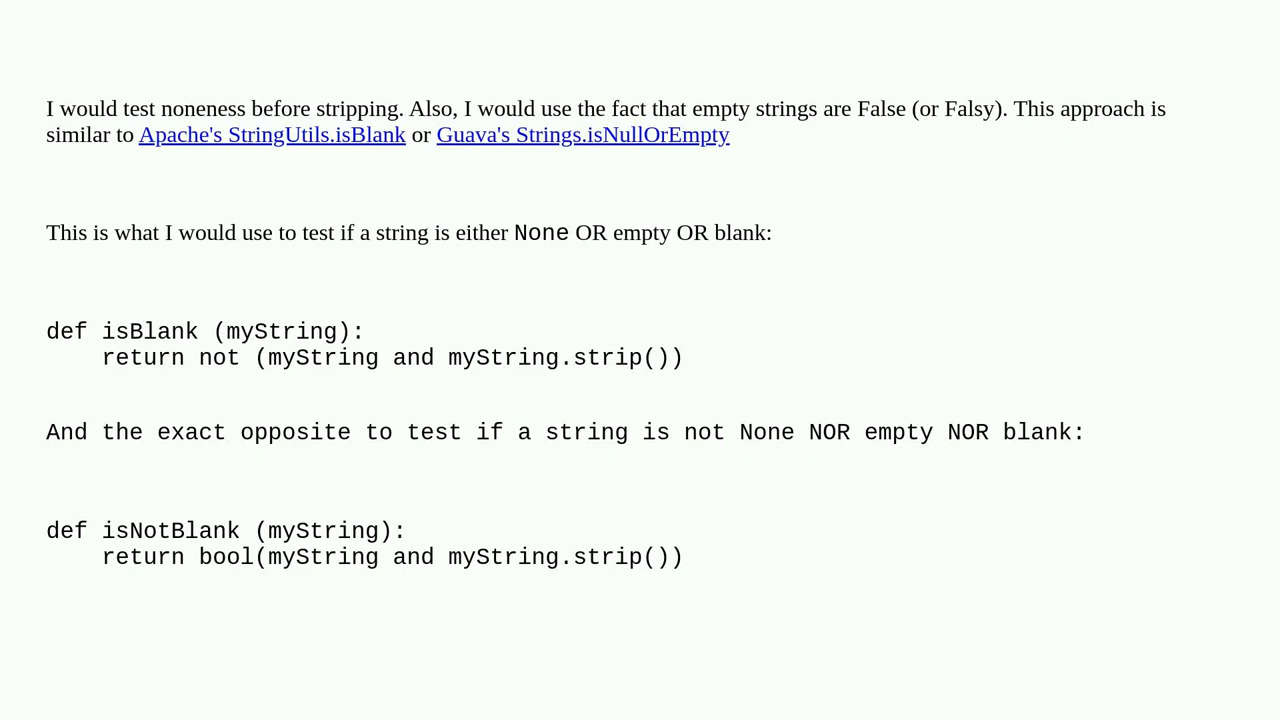 I would test noneness before stripping. Also, I would use the fact that empty strings are False (or Falsy). This approach is
similar to Apache's StringUtils.isBlank or Guava's Strings.isNullOrEmpty
This is what I would use to test if a string is either None OR empty OR blank:
def isBlank (myString):
    return not (myString and myString.strip())
And the exact opposite to test if a string is not None NOR empty NOR blank:
def isNotBlank (myString):
    return bool(myString and myString.strip())